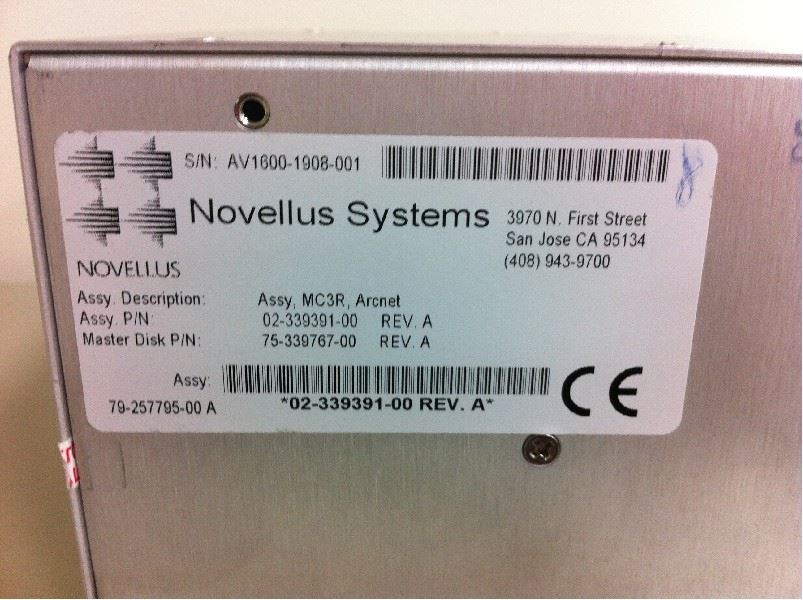 S/N: AV1600-1908-001
Novellus Systems
3970 N. First Street
San Jose CA 95134
(408) 943-9700
NOVELLUS
Assy. Description: Assy, MC3R, Arcnet
Assy. P/N: 02-339391-00 REV. A
Master Disk P/N: 75-339767-00 REV. A
Assy:
*02-339391-00 REV. A*
79-257795-00 A
CE